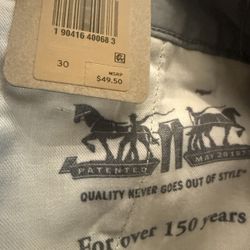 1 90416 40068 3
30
MSRP
$49.50
PATENTED
MAY 20 1873
QUALITY NEVER GOES OUT OF STYLE™
For over 150 years